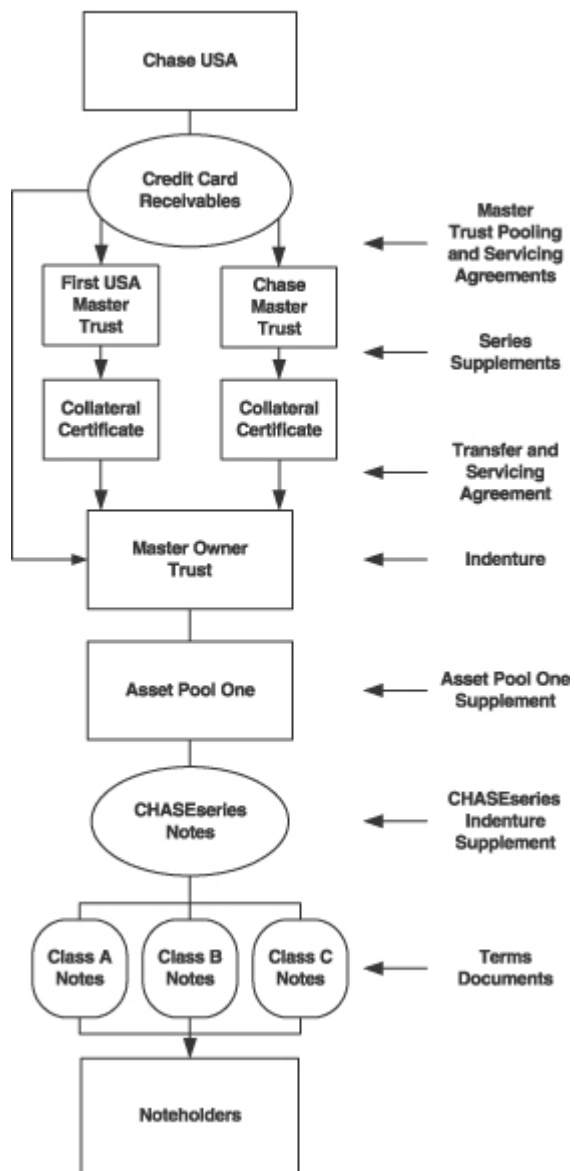 Chase USA
Credit Card
Receivables
Master
Trust Pooling
and Servicing
Agreements
First USA
Master
Trust
Chase
Master
Trust
Series
Supplements
Collateral
Certificate
Collateral
Certificate
Transfer and
Servicing
Agreement
Master Owner
Trust
Indenture
Asset Pool One
Asset Pool One
Supplement
CHASEseries
Notes
CHASEseries
Indenture
Supplement
Class A
Notes
Class B
Notes
Class C
Notes
Terms
Documents
Noteholders